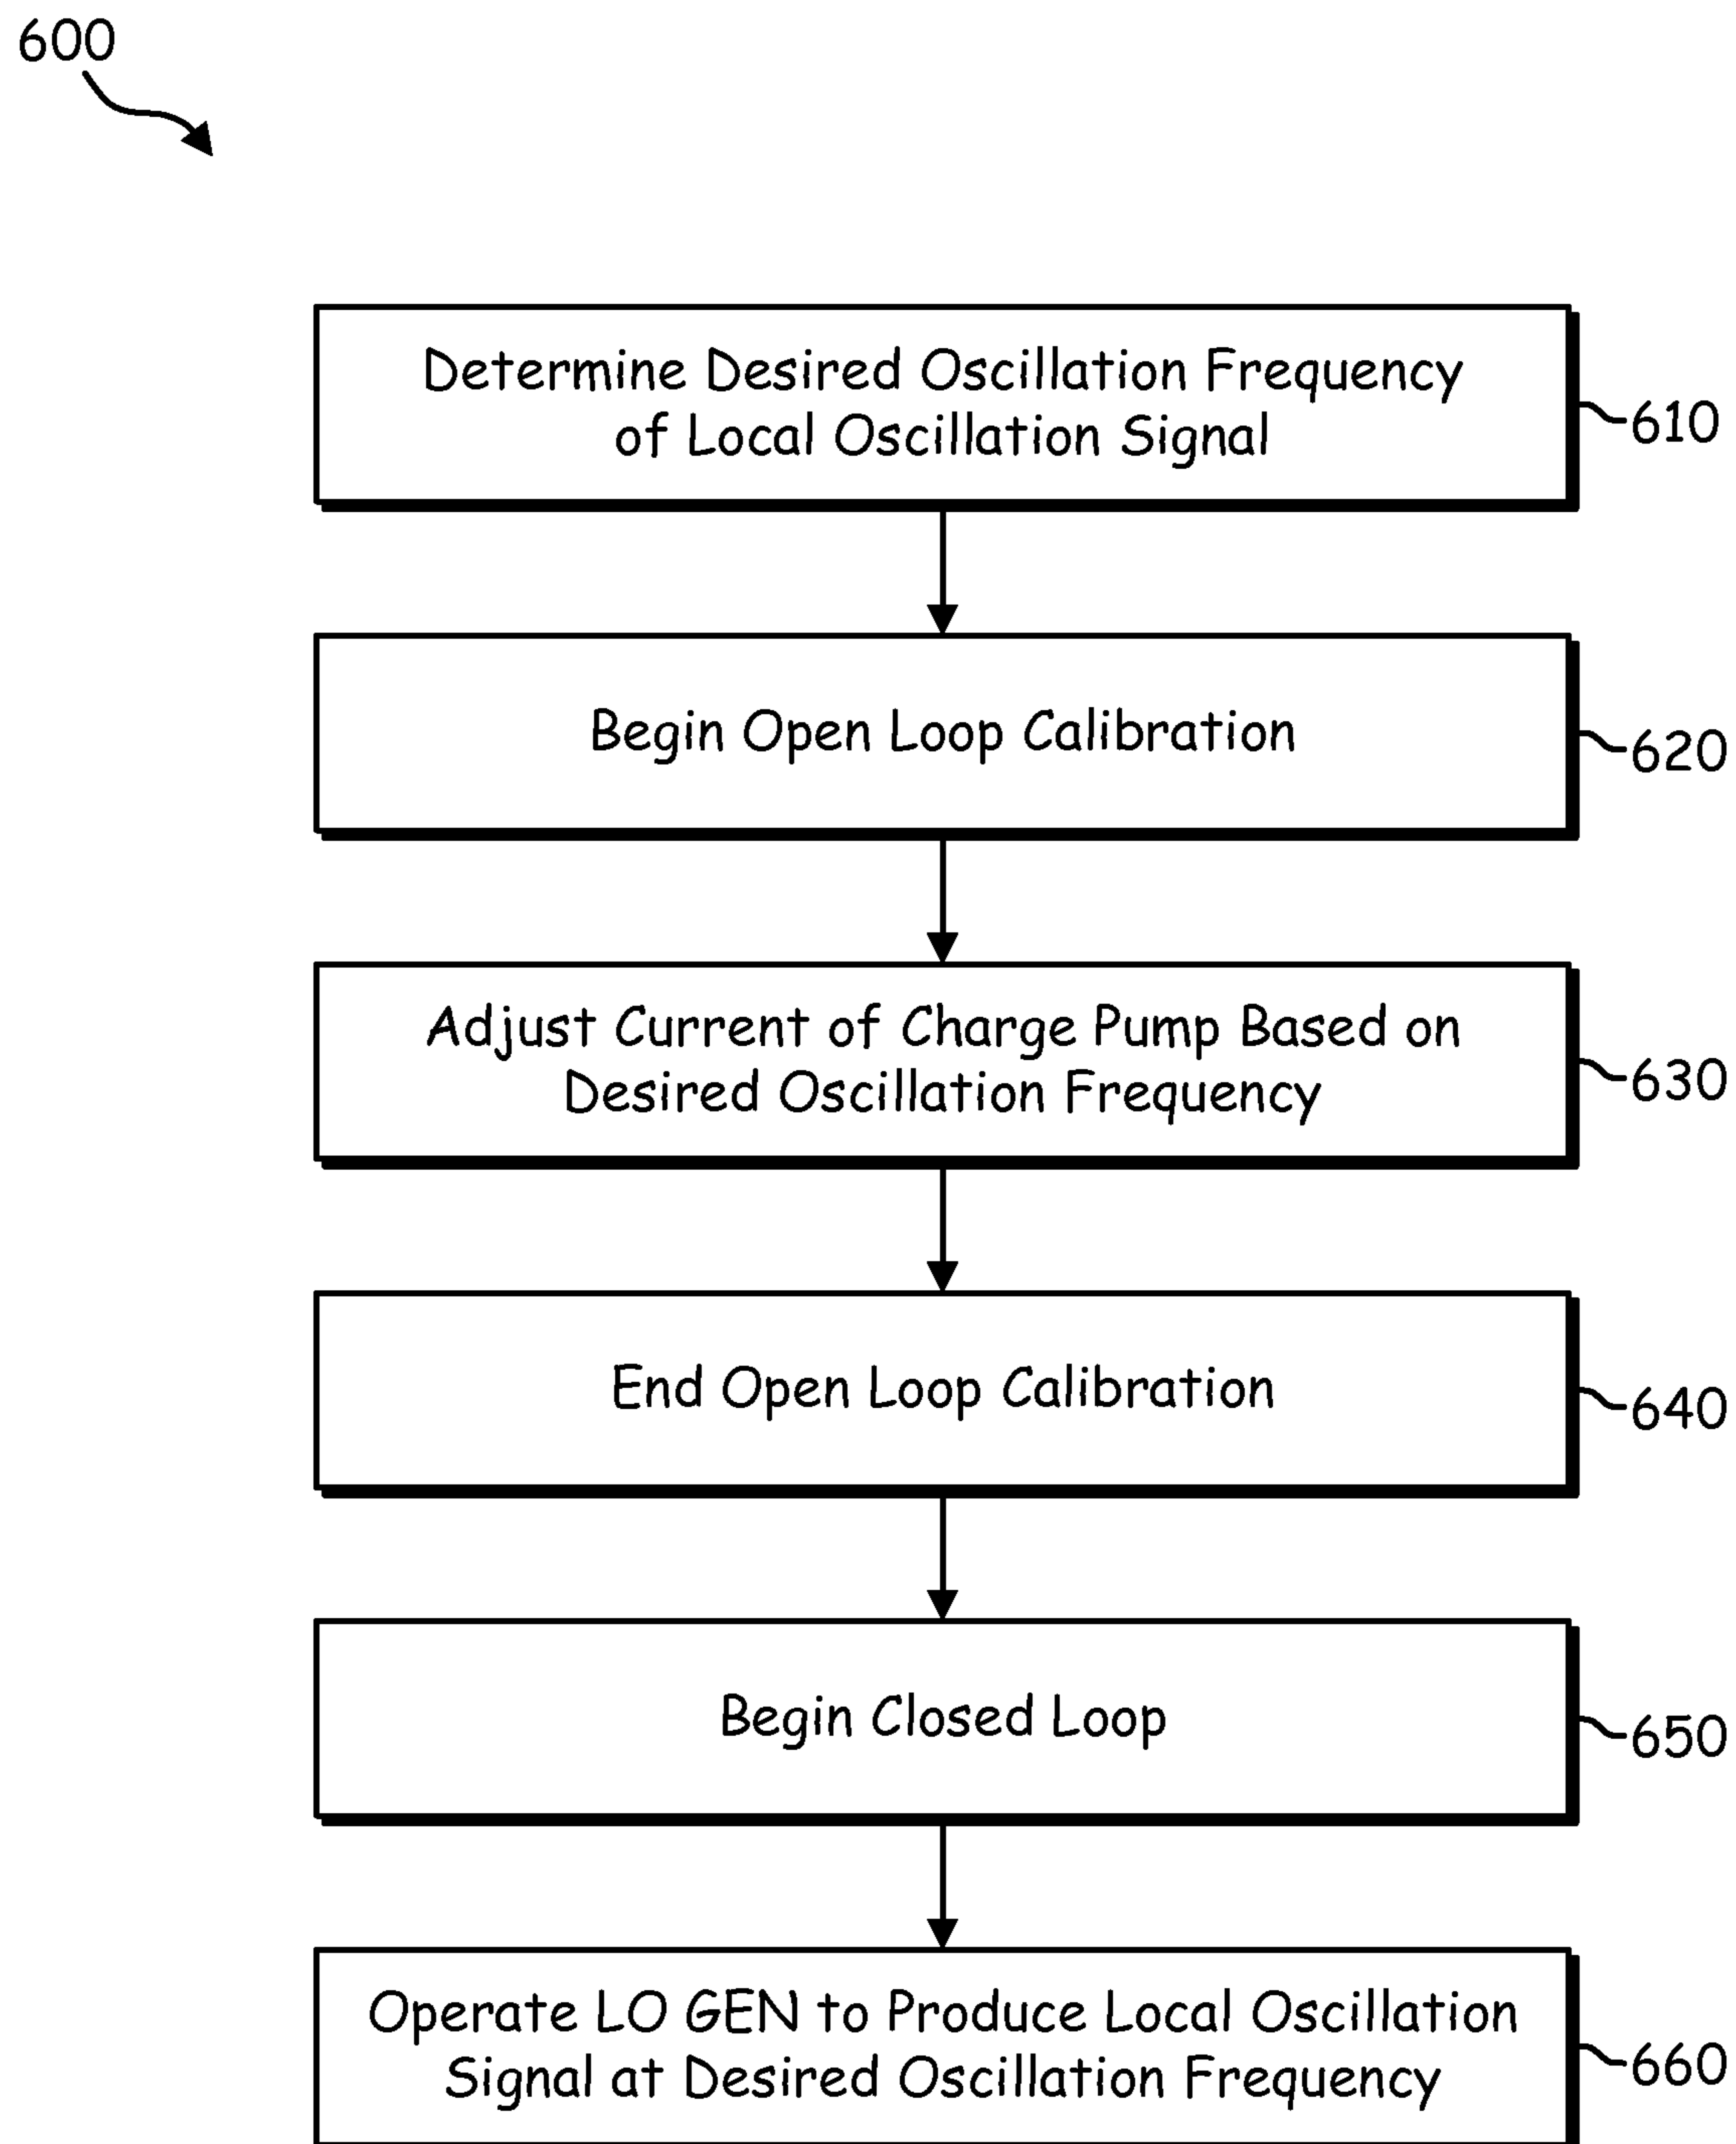 600
Determine Desired Oscillation Frequency
of Local Oscillation Signal
610
Begin Open Loop Calibration
620
Adjust Current of Charge Pump Based on
Desired Oscillation Frequency
630
End Open Loop Calibration
640
Begin Closed Loop
650
Operate LO GEN to Produce Local Oscillation
Signal at Desired Oscillation Frequency
660